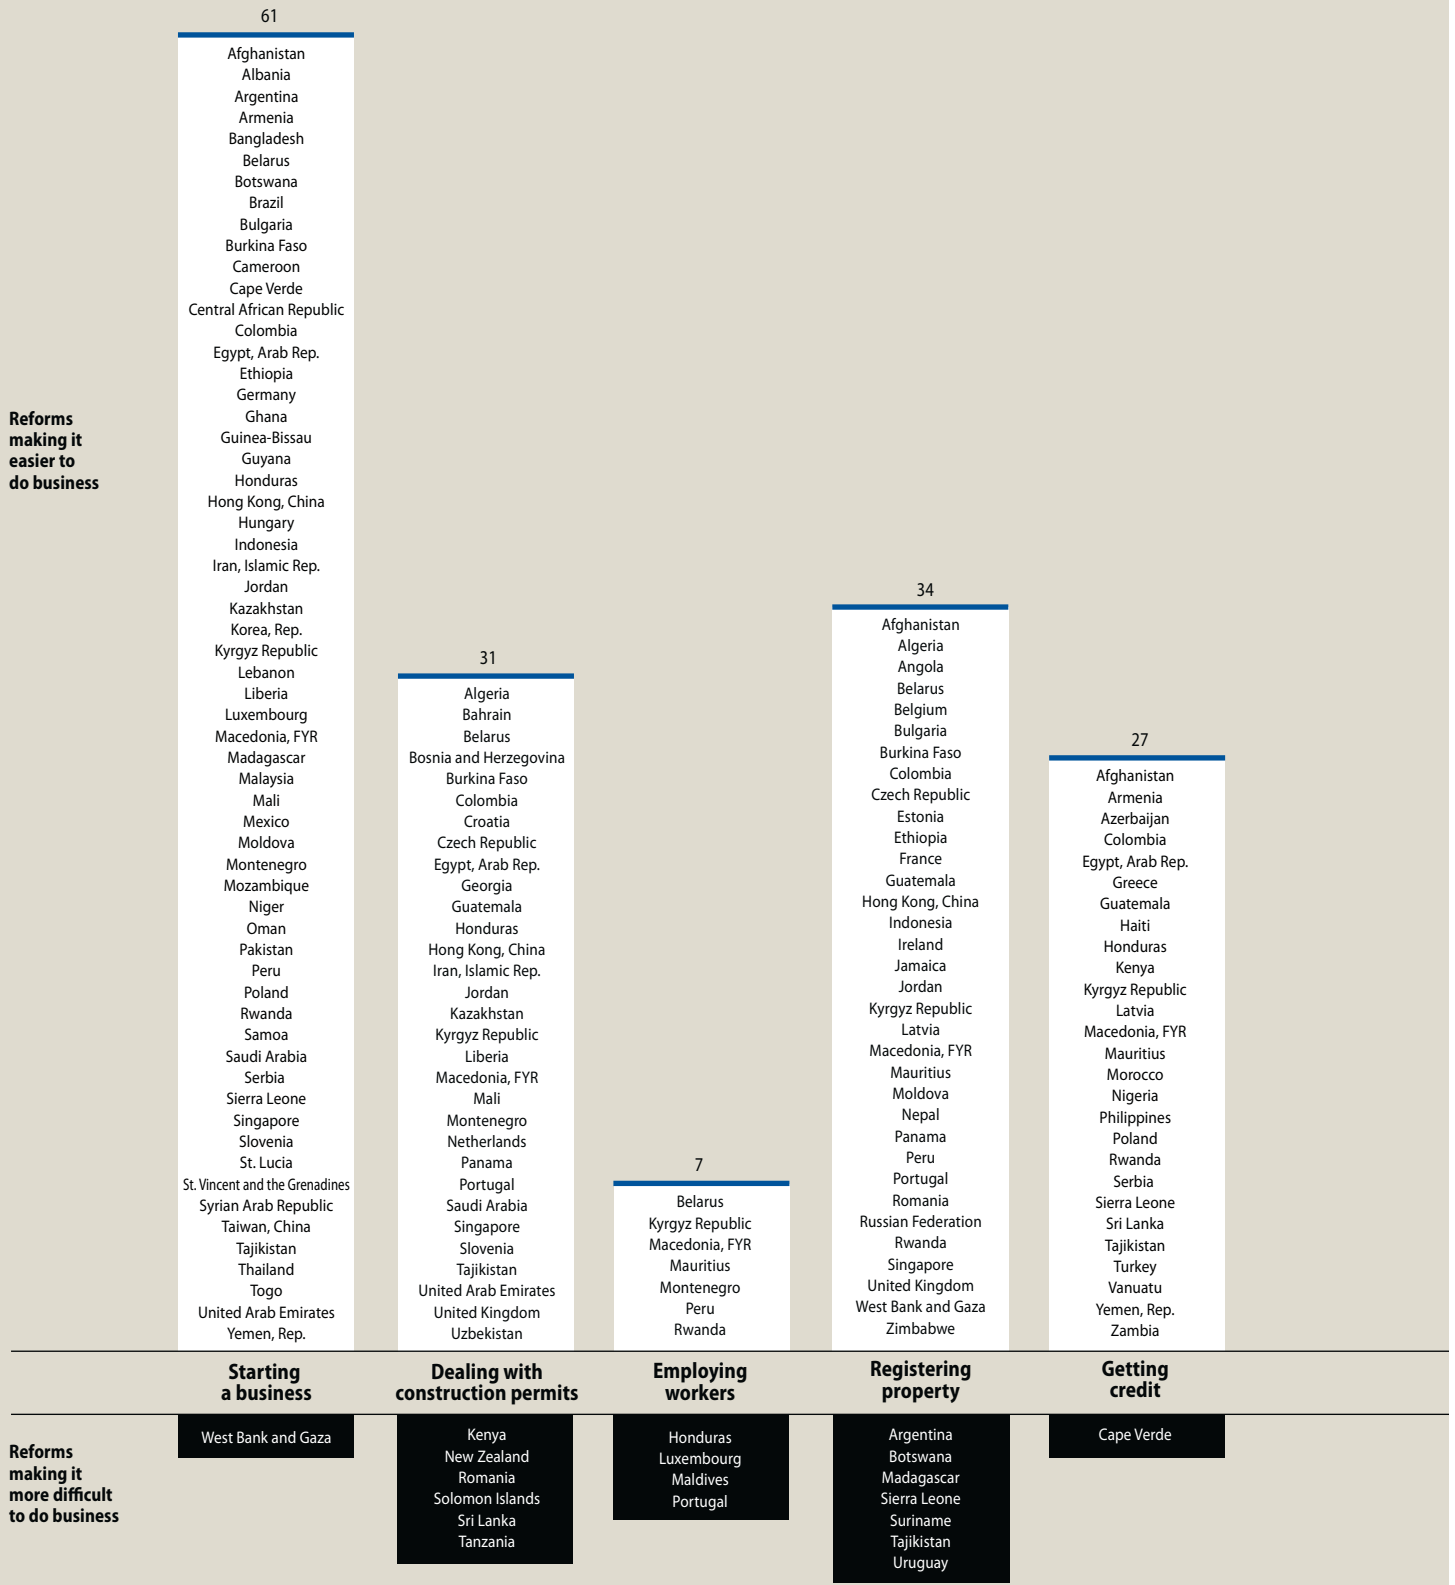 61
Afghanistan
Albania
Argentina
Armenia
Bangladesh
Belarus
Botswana
Brazil
Bulgaria
Burkina Faso
Cameroon
Cape Verde
Central African Republic
Colombia
Egypt, Arab Rep.
Ethiopia
Germany
Ghana
Guinea-Bissau
Guyana
Honduras
Hong Kong, China
Hungary
Indonesia
Iran, Islamic Rep.
Jordan
Kazakhstan
Korea, Rep.
Kyrgyz Republic
Lebanon
Liberia
Luxembourg
Macedonia, FYR
Madagascar
Malaysia
Mali
Mexico
Moldova
Montenegro
Mozambique
Niger
Oman
Pakistan
Peru
Poland
Rwanda
Samoa
Saudi Arabia
Serbia
Sierra Leone
Singapore
Slovenia
St. Lucia
St. Vincent and the Grenadines
Syrian Arab Republic
Taiwan, China
Tajikistan
Thailand
Togo
United Arab Emirates
Yemen, Rep.
Reforms
making it
easier to
do business
31
Algeria
Bahrain
Belarus
Bosnia and Herzegovina
Burkina Faso
Colombia
Croatia
Czech Republic
Egypt, Arab Rep.
Georgia
Guatemala
Honduras
Hong Kong, China
Iran, Islamic Rep.
Jordan
Kazakhstan
Kyrgyz Republic
Liberia
Macedonia, FYR
Mali
Montenegro
Netherlands
Panama
Portugal
Saudi Arabia
Singapore
Slovenia
Tajikistan
United Arab Emirates
United Kingdom
Uzbekistan
7
Belarus
Kyrgyz Republic
Macedonia, FYR
Mauritius
Montenegro
Peru
Rwanda
34
Afghanistan
Algeria
Angola
Belarus
Belgium
Bulgaria
Burkina Faso
Colombia
Czech Republic
Estonia
Ethiopia
France
Guatemala
Hong Kong, China
Indonesia
Ireland
Jamaica
Jordan
Kyrgyz Republic
Latvia
Macedonia, FYR
Mauritius
Moldova
Nepal
Panama
Peru
Portugal
Romania
Russian Federation
Rwanda
Singapore
United Kingdom
West Bank and Gaza
Zimbabwe
27
Afghanistan
Armenia
Azerbaijan
Colombia
Egypt, Arab Rep.
Greece
Guatemala
Haiti
Honduras
Kenya
Kyrgyz Republic
Latvia
Macedonia, FYR
Mauritius
Morocco
Nigeria
Philippines
Poland
Rwanda
Serbia
Sierra Leone
Sri Lanka
Tajikistan
Turkey
Vanuatu
Yemen, Rep.
Zambia
Starting
a business
Dealing with
construction permits
Employing
workers
Registering
property
Getting
credit
Reforms
making it
more difficult
to do business
West Bank and Gaza
Kenya
New Zealand
Romania
Solomon Islands
Sri Lanka
Tanzania
Honduras
Luxembourg
Maldives
Portugal
Argentina
Botswana
Madagascar
Sierra Leone
Suriname
Tajikistan
Uruguay
Cape Verde